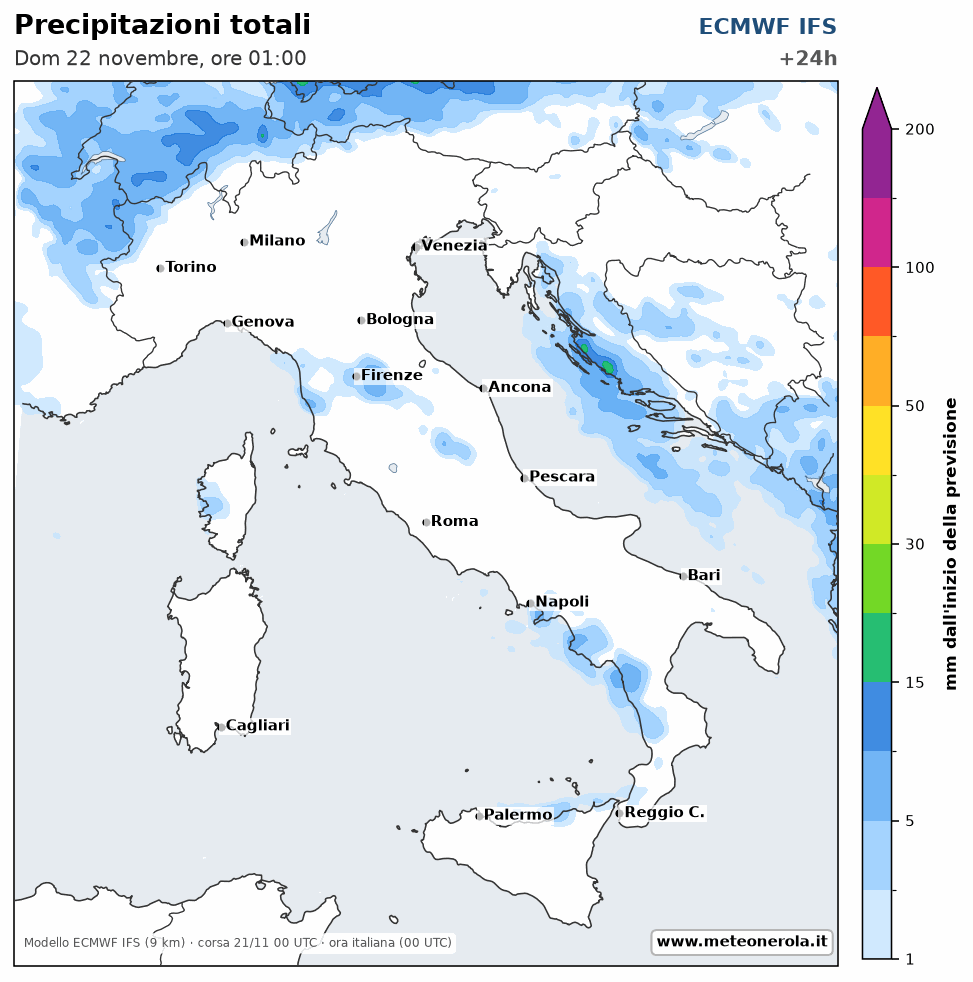 Precipitazioni totali
ECMWF IFS
Dom 22 novembre, ore 01:00
+24h
Milano
Venezia
Torino
Genova
Bologna
Firenze
Ancona
Pescara
Roma
Bari
Napoli
Cagliari
Palermo
Reggio C.
200
100
50
30
15
5
1
mm dall'inizio della previsione
Modello ECMWF IFS (9 km) · corsa 21/11 00 UTC · ora italiana (00 UTC)
www.meteonerola.it